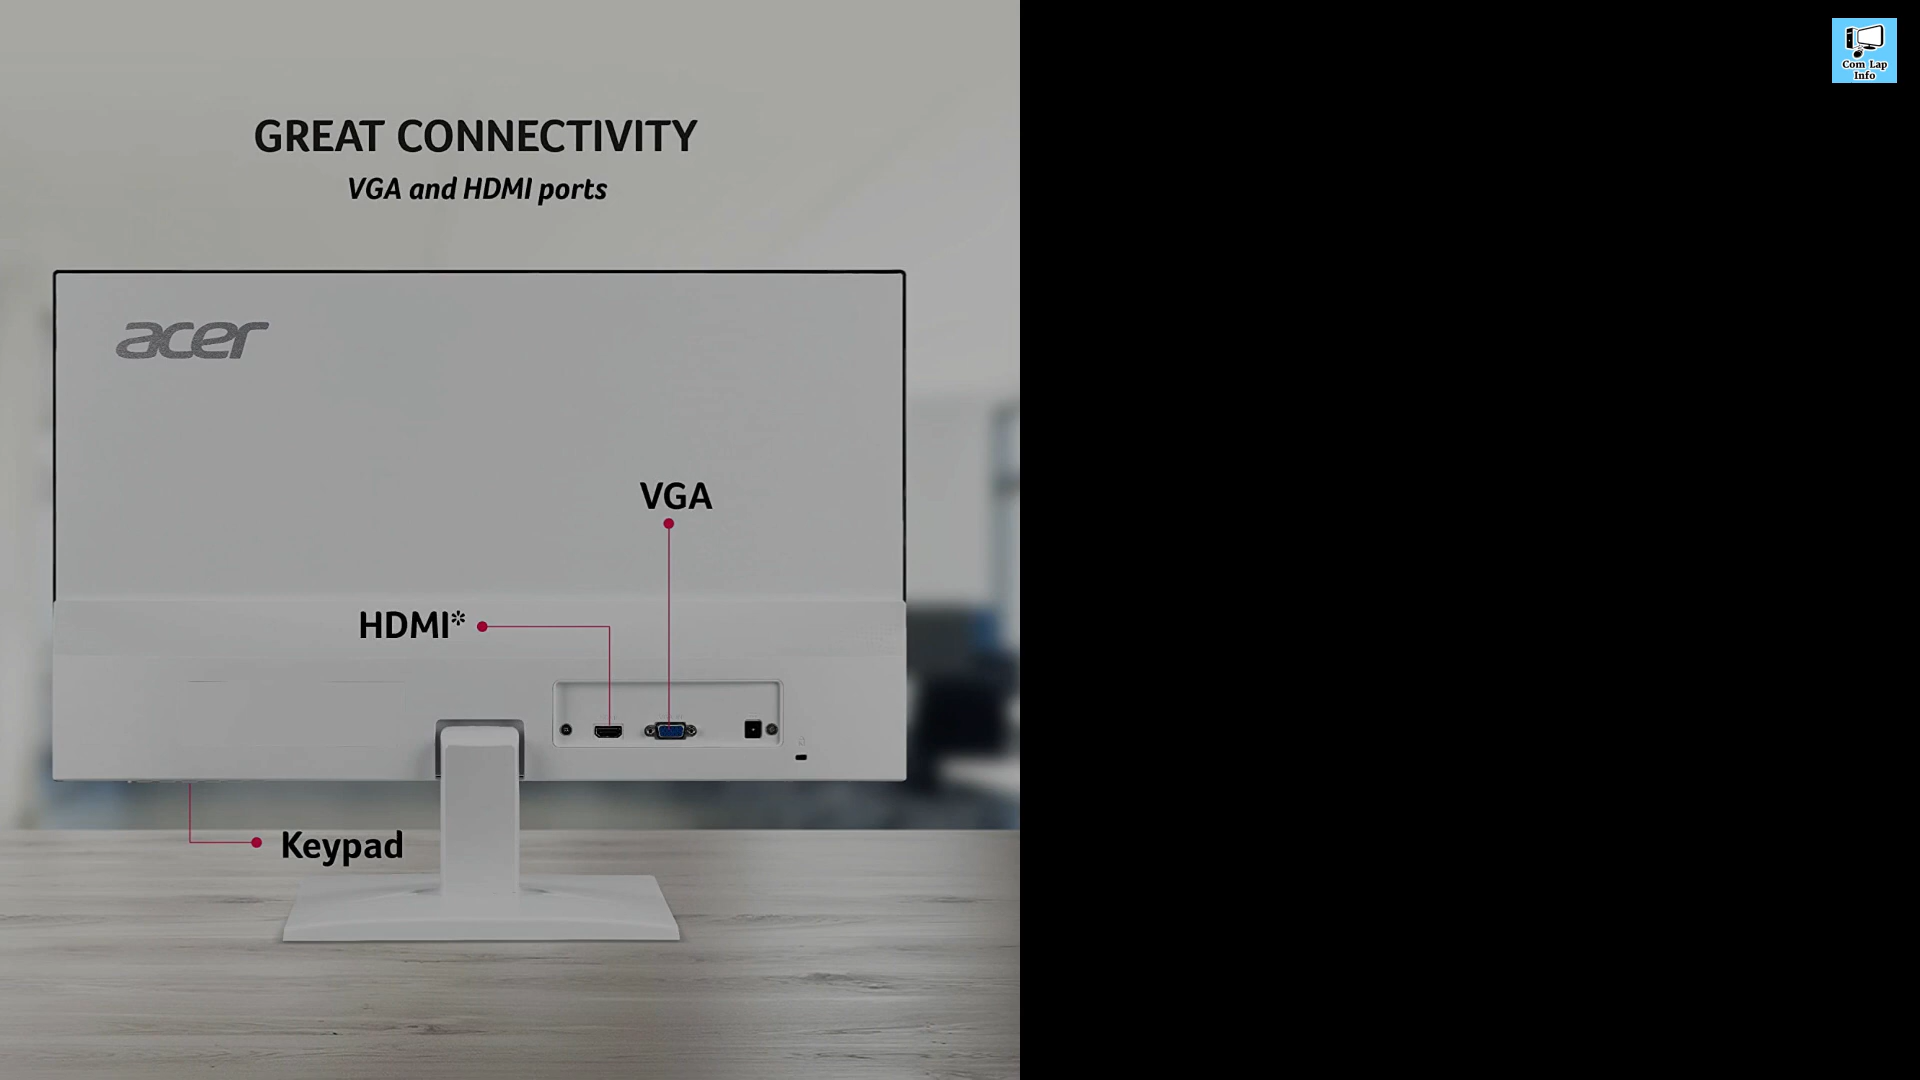 Com Lap
Info
GREAT CONNECTIVITY
VGA and HDMI ports
acer
VGA
HDMI*
Keypad